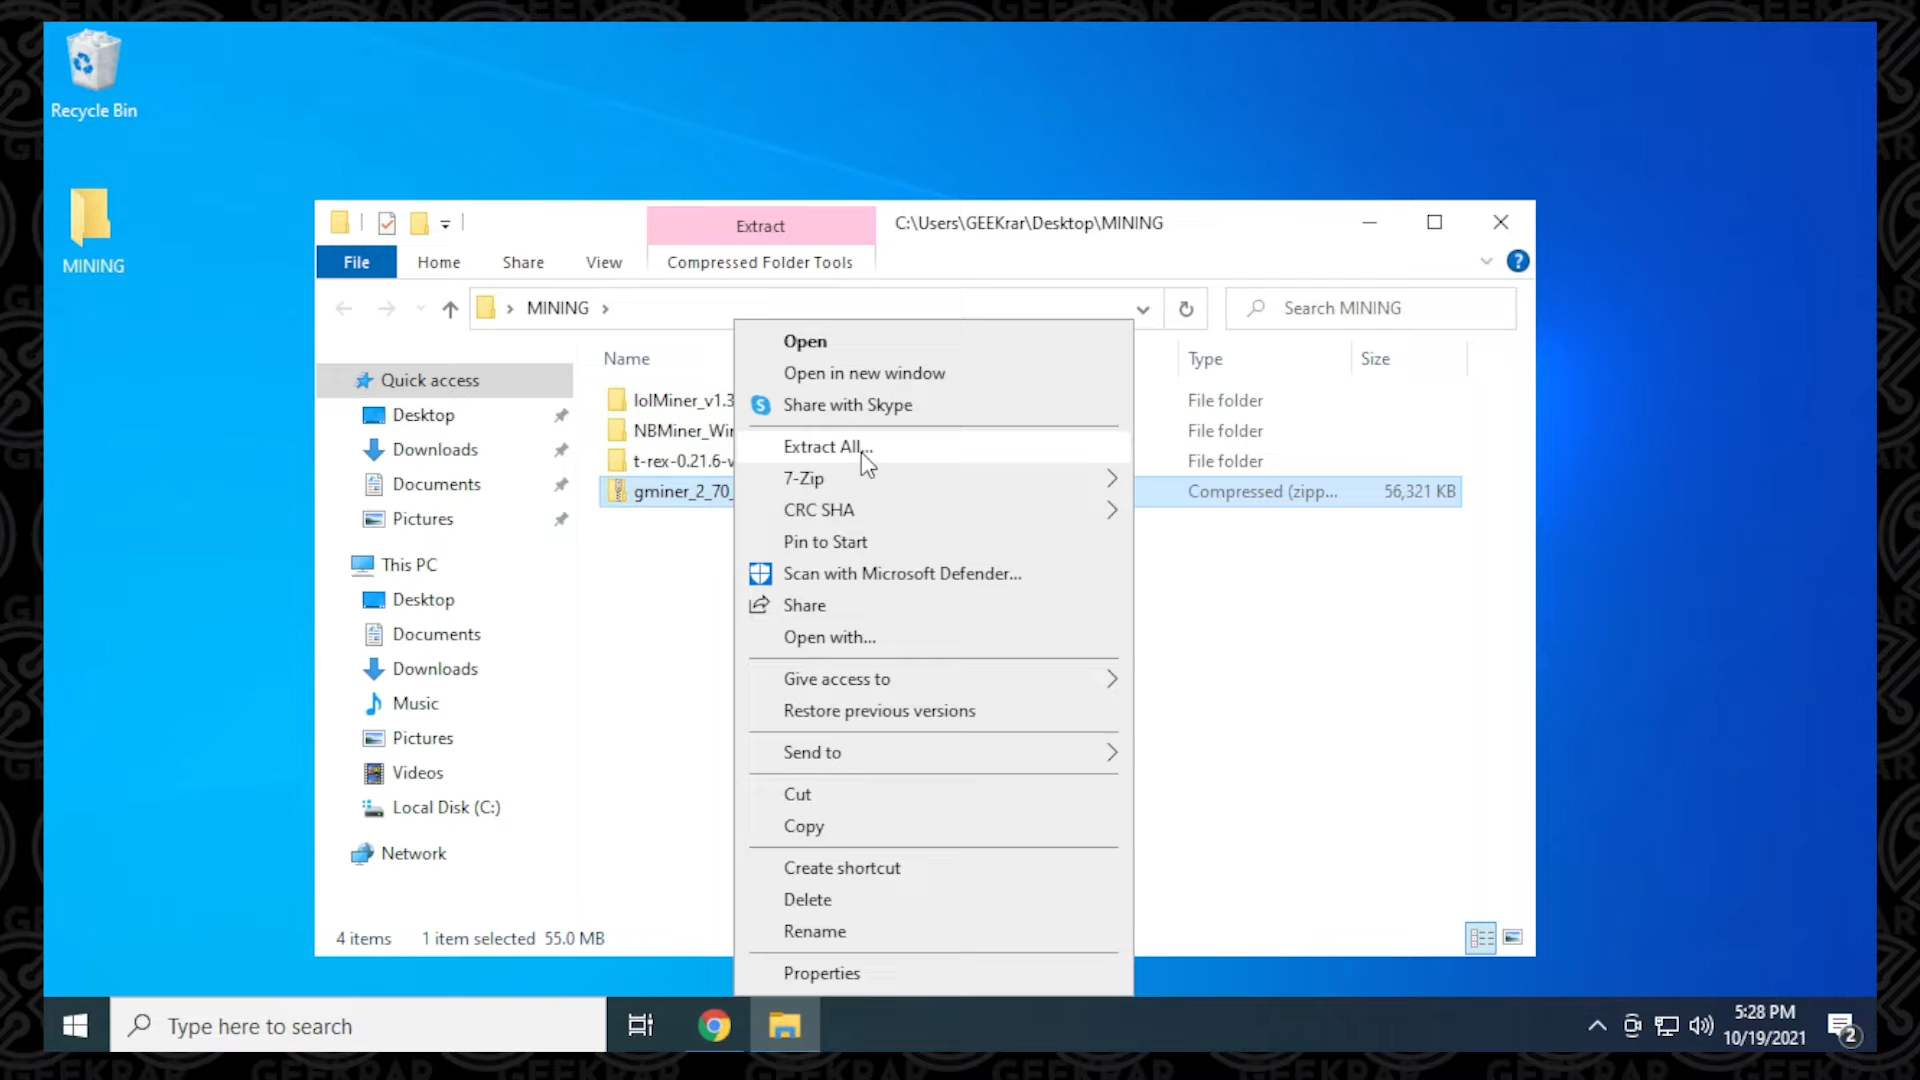 Recycle Bin
MINING
Extract
C:\Users\GEEKrar\Desktop\MINING
File
Home
Share
View
Compressed Folder Tools
MINING
Search MINING
Name
Type
Size
Quick access
Desktop
Downloads
Documents
Pictures
This PC
Desktop
Documents
Downloads
Music
Pictures
Videos
Local Disk (C:)
Network
lolMiner_v1.3
File folder
NBMiner_Wi
File folder
t-rex-0.21.6-
File folder
gminer_2_70_
Compressed (zipp...
56,321 KB
Open
Open in new window
Share with Skype
Extract All...
7-Zip
CRC SHA
Pin to Start
Scan with Microsoft Defender...
Share
Open with...
Give access to
Restore previous versions
Send to
Cut
Copy
Create shortcut
Delete
Rename
Properties
4 items
1 item selected 55.0 MB
Type here to search
5:28 PM
10/19/2021
2